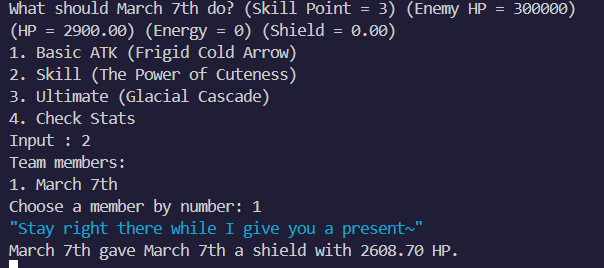 What should March 7th do? (Skill Point = 3) (Enemy HP = 300000)
(HP = 2900.00) (Energy = 0) (Shield = 0.00)
1. Basic ATK (Frigid Cold Arrow)
2. Skill (The Power of Cuteness)
3. Ultimate (Glacial Cascade)
4. Check Stats
Input : 2
Team members:
1. March 7th
Choose a member by number: 1
"Stay right there while I give you a present~"
March 7th gave March 7th a shield with 2608.70 HP.